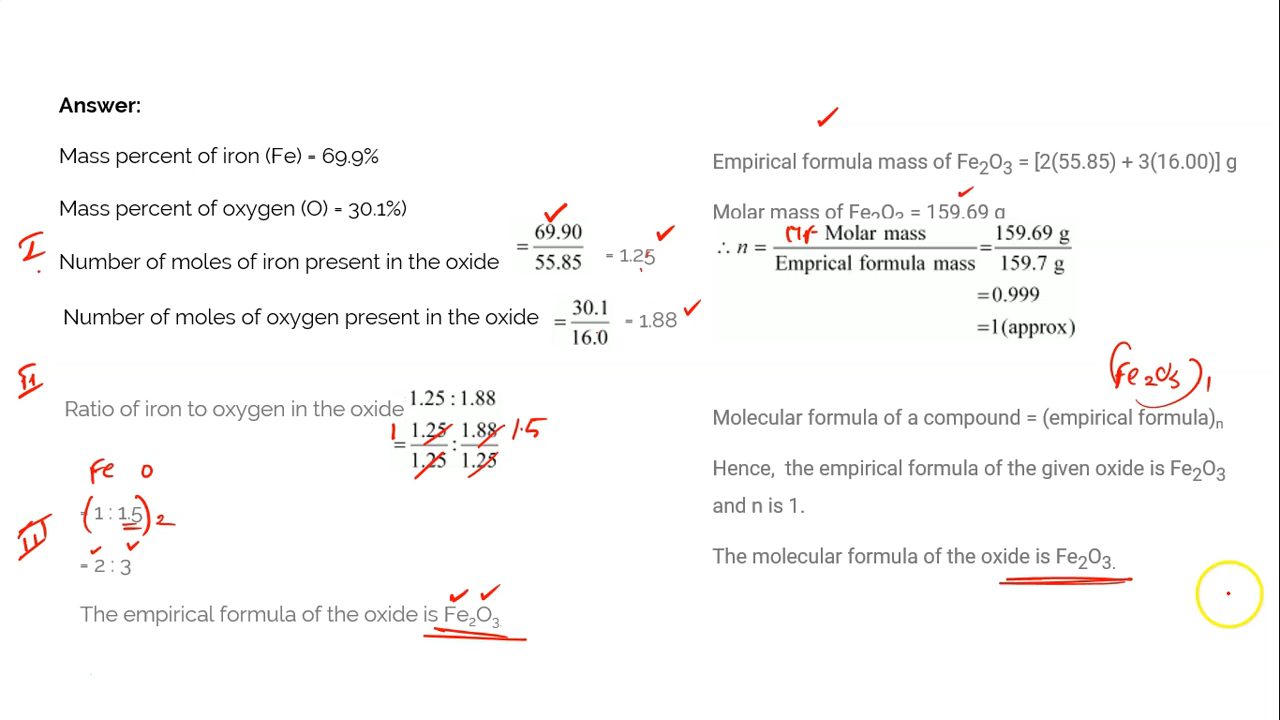 Answer:
Mass percent of iron (Fe) = 69.9%
Mass percent of oxygen (O) = 30.1%)
I
Number of moles of iron present in the oxide = 69.90 / 55.85 = 1.25
Number of moles of oxygen present in the oxide = 30.1 / 16.0 = 1.88
II
Ratio of iron to oxygen in the oxide 1.25 : 1.88
1 = 1.25 / 1.25 : 1.88 / 1.25 1.5
Fe O
III
= (1 : 1.5)2
= 2 : 3
The empirical formula of the oxide is Fe₂O₃.
Empirical formula mass of Fe₂O₃ = [2(55.85) + 3(16.00)] g
Molar mass of Fe₂O₃ = 159.69 g
∴ n = Mf Molar mass / Emprical formula mass = 159.69 g / 159.7 g
=0.999
=1(approx)
(Fe₂O₃)₁
Molecular formula of a compound = (empirical formula)ₙ
Hence, the empirical formula of the given oxide is Fe₂O₃
and n is 1.
The molecular formula of the oxide is Fe₂O₃.